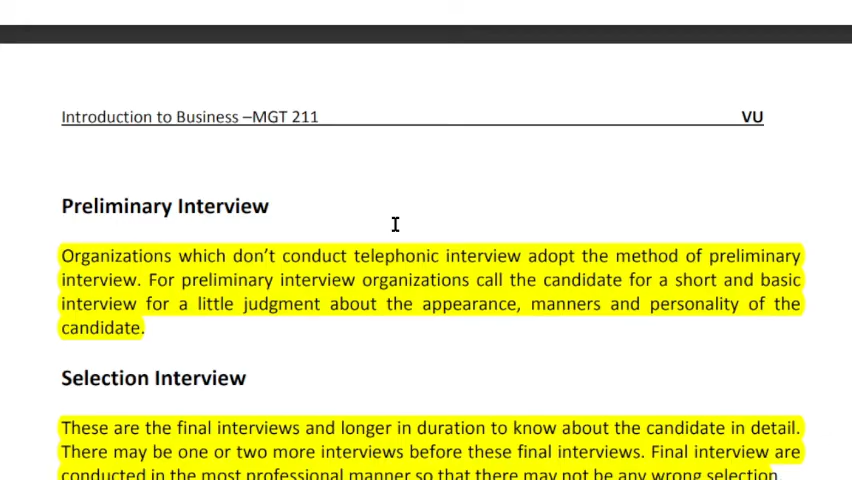 Introduction to Business –MGT 211 VU
Preliminary Interview
Organizations which don’t conduct telephonic interview adopt the method of preliminary
interview. For preliminary interview organizations call the candidate for a short and basic
interview for a little judgment about the appearance, manners and personality of the
candidate.
Selection Interview
These are the final interviews and longer in duration to know about the candidate in detail.
There may be one or two more interviews before these final interviews. Final interview are
conducted in the most professional manner so that there may not be any wrong selection.